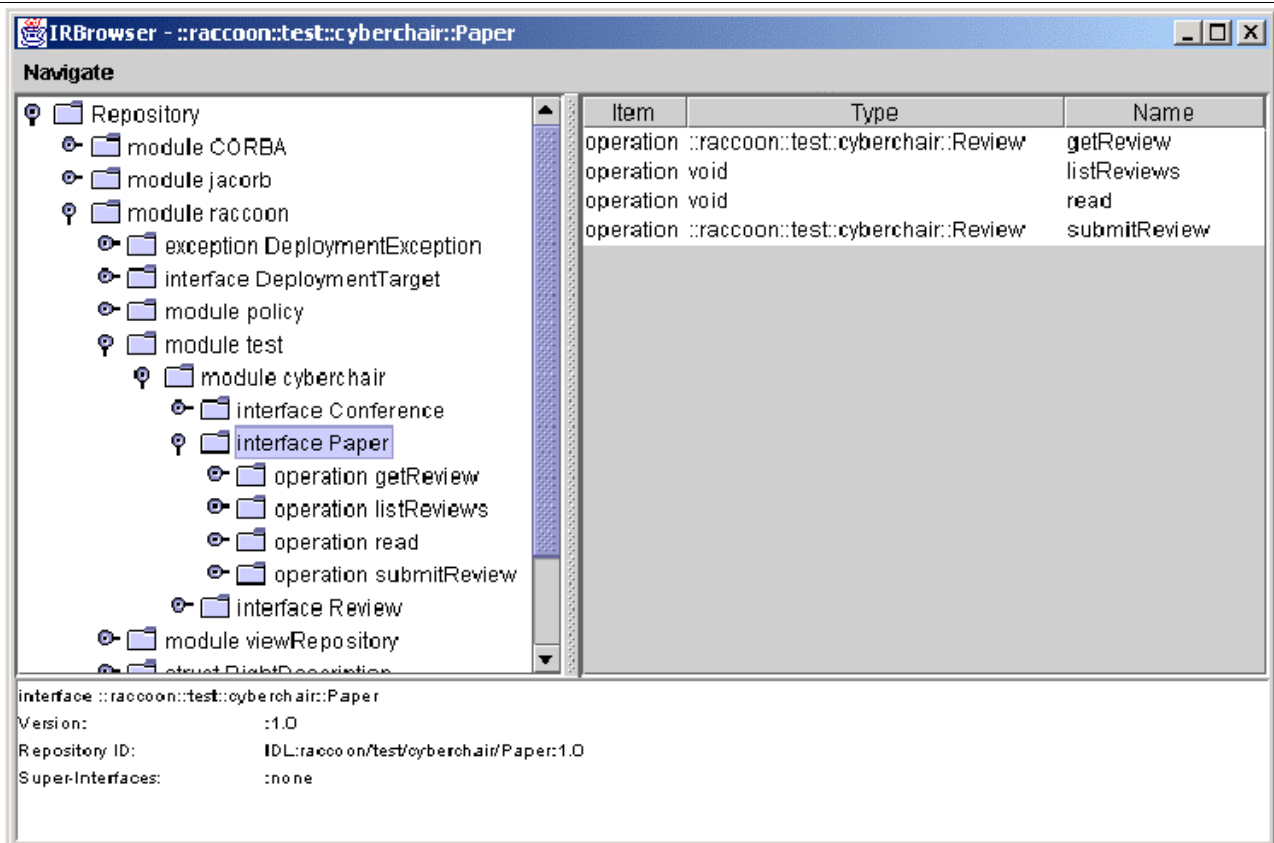 IRBrowser - ::raccoon::test::cyberchair::Paper
Navigate
Repository
module CORBA
module jacorb
module raccoon
exception DeploymentException
interface DeploymentTarget
module policy
module test
module cyberchair
interface Conference
interface Paper
operation getReview
operation listReviews
operation read
operation submitReview
interface Review
module viewRepository
struct RightDescription
Item Type Name
operation ::raccoon::test::cyberchair::Review getReview
operation void listReviews
operation void read
operation ::raccoon::test::cyberchair::Review submitReview
interface ::raccoon::test::cyberchair::Paper
Version: :1.0
Repository ID: IDL:raccoon/test/cyberchair/Paper:1.0
Super-Interfaces: :none